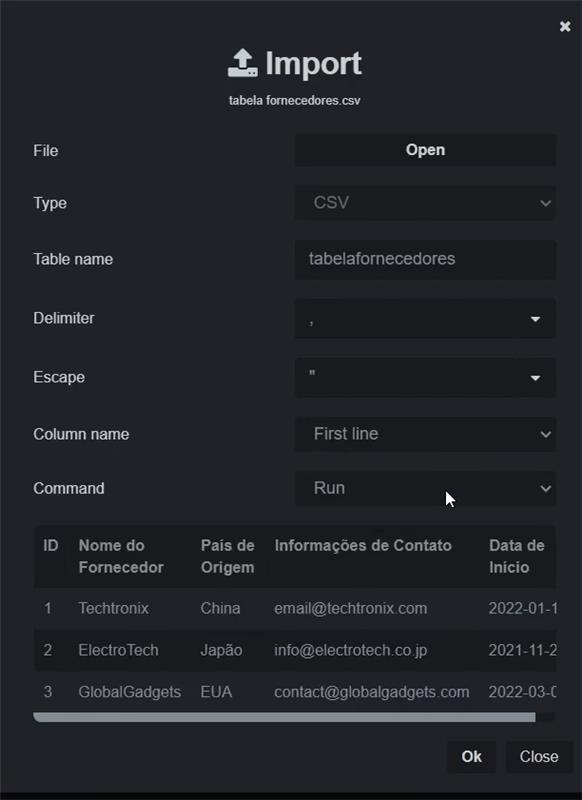 Import
tabela fornecedores.csv
File Open
Type CSV
Table name tabelafornecedores
Delimiter ,
Escape "
Column name First line
Command Run
ID Nome do Fornecedor País de Origem Informações de Contato Data de Início
1 Techtronix China email@techtronix.com 2022-01-1
2 ElectroTech Japão info@electrotech.co.jp 2021-11-2
3 GlobalGadgets EUA contact@globalgadgets.com 2022-03-0
Ok Close